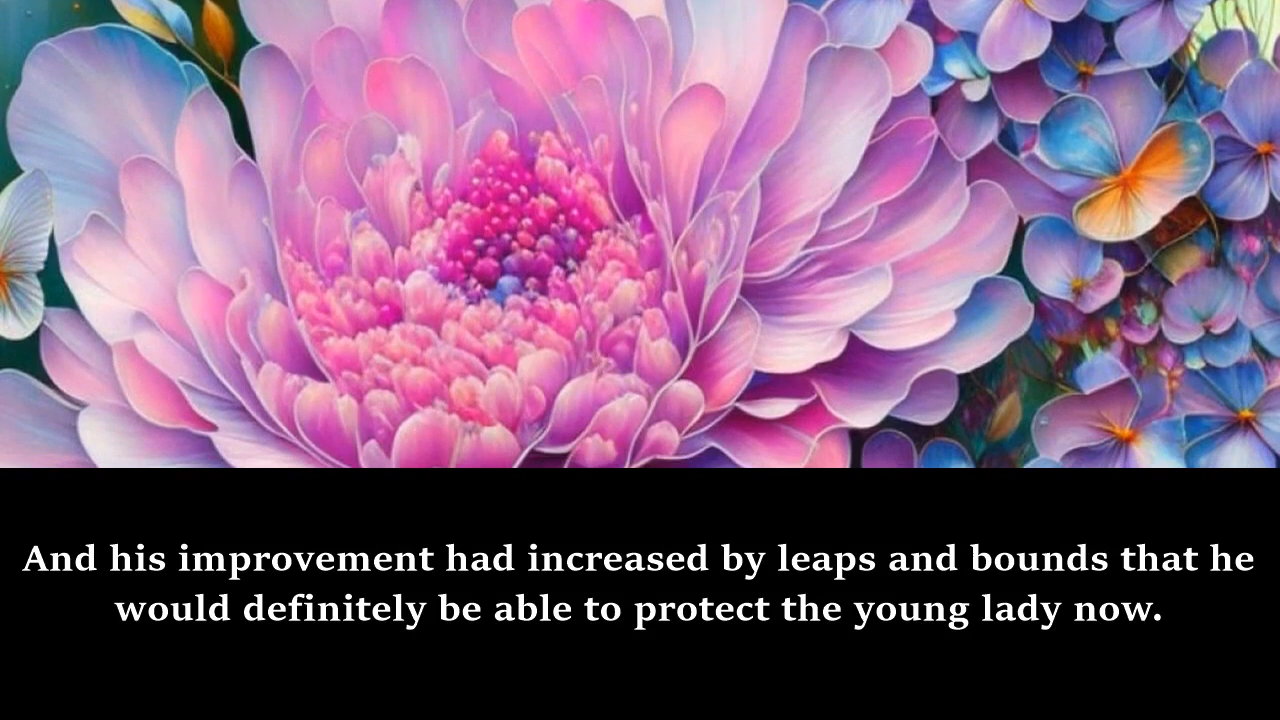 And his improvement had increased by leaps and bounds that he
would definitely be able to protect the young lady now.